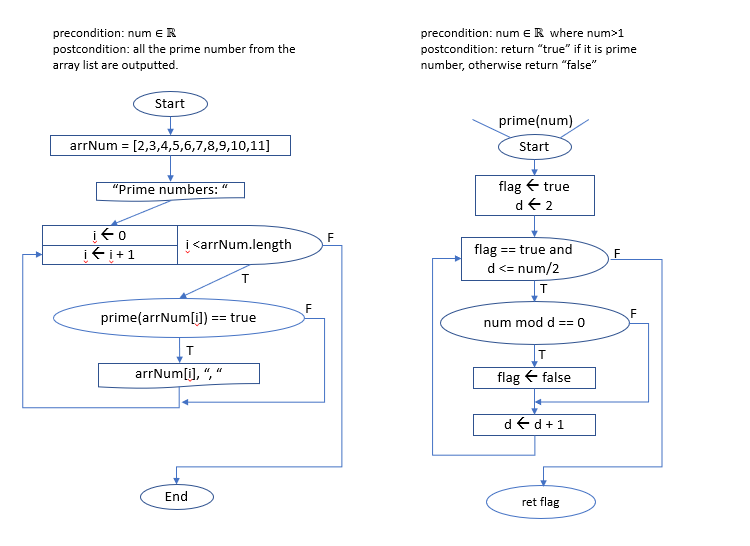 precondition: num ∈ ℝ
postcondition: all the prime number from the
array list are outputted.
Start
arrNum = [2,3,4,5,6,7,8,9,10,11]
“Prime numbers: “
i ← 0
i ← i + 1
i <arrNum.length
F
T
prime(arrNum[i]) == true
F
T
arrNum[i], “, “
End
precondition: num ∈ ℝ where num>1
postcondition: return “true” if it is prime
number, otherwise return “false”
prime(num)
Start
flag ← true
d ← 2
flag == true and
d <= num/2
F
T
num mod d == 0
F
T
flag ← false
d ← d + 1
ret flag